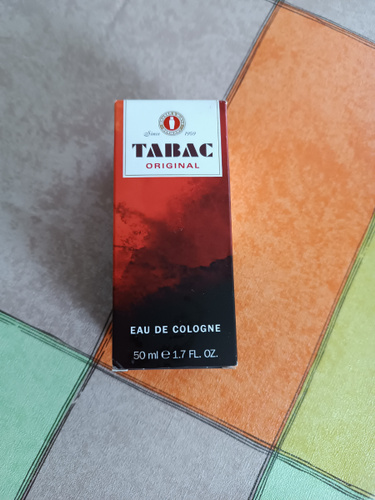 Since 1959
TABAC
ORIGINAL
EAU DE COLOGNE
50 ml ℮ 1.7 FL. OZ.